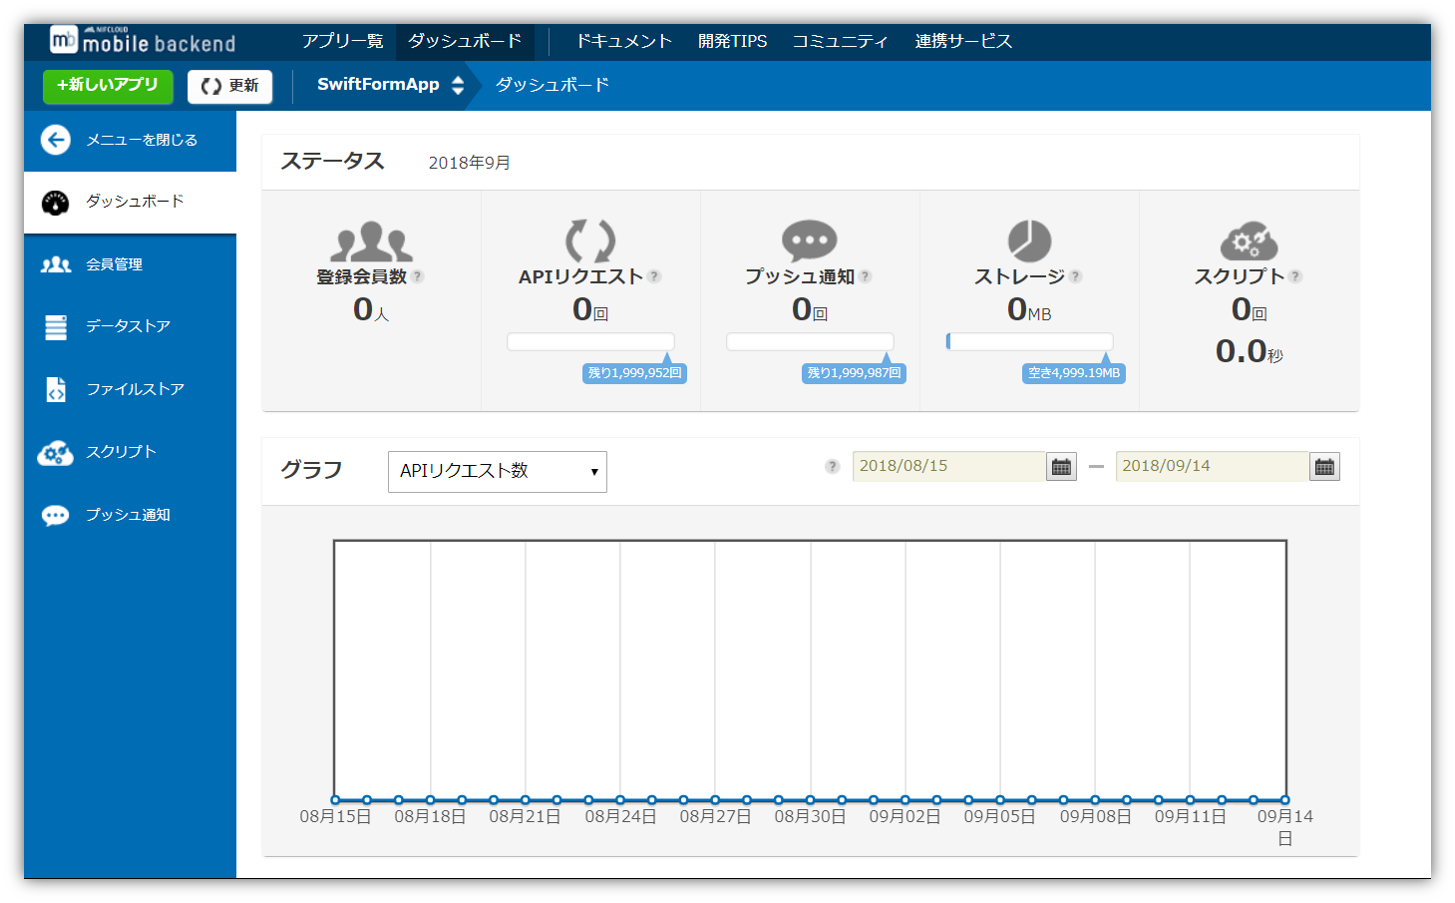 NIFCLOUD
mb mobile backend
アプリ一覧 ダッシュボード ドキュメント 開発TIPS コミュニティ 連携サービス
+新しいアプリ 更新 SwiftFormApp ダッシュボード
メニューを閉じる
ダッシュボード
会員管理
データストア
ファイルストア
スクリプト
プッシュ通知
ステータス 2018年9月
登録会員数 ? APIリクエスト ? プッシュ通知 ? ストレージ ? スクリプト ?
0人 0回 0回 0MB 0回
0.0秒
残り1,999,952回 残り1,999,987回 空き4,999.19MB
グラフ APIリクエスト数 ? 2018/08/15 — 2018/09/14
08月15日 08月18日 08月21日 08月24日 08月27日 08月30日 09月02日 09月05日 09月08日 09月11日 09月14
日